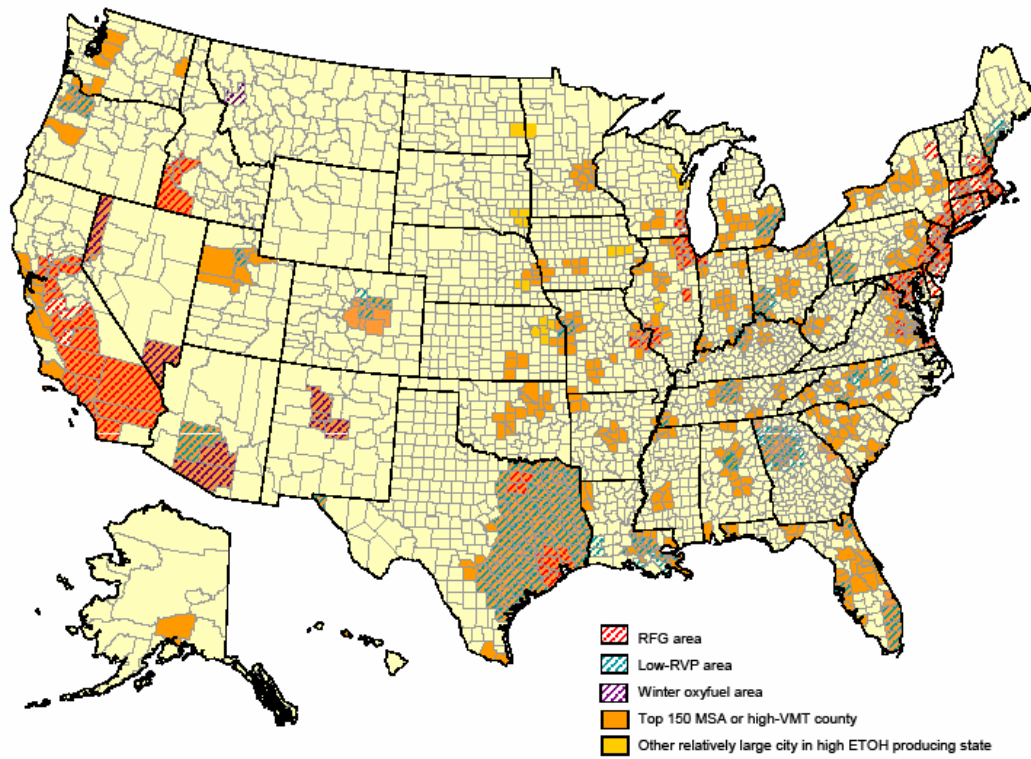 RFG area
Low-RVP area
Winter oxyfuel area
Top 150 MSA or high-VMT county
Other relatively large city in high ETOH producing state